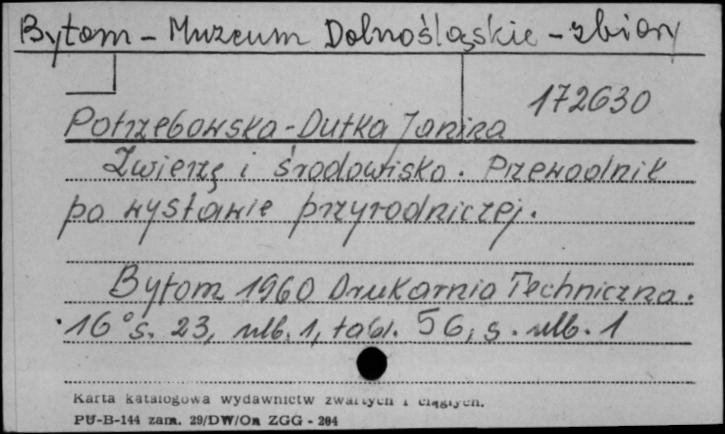 Bytom - Muzeum Dolnośląskie - zbiory
172630
Potrzebowska-Dutka Janina
Zwierzę i środowisko. Przewodnik
po wystawie przyrodniczej.
Bytom 1960 Drukarnia Techniczna.
16° s. 23, nlb. 1, tabl. 56, s. nlb. 1
Karta katalogowa wydawnictw zwartych i ciągłych.
PU-B-144 zam. 29/DW/On ZGG - 204